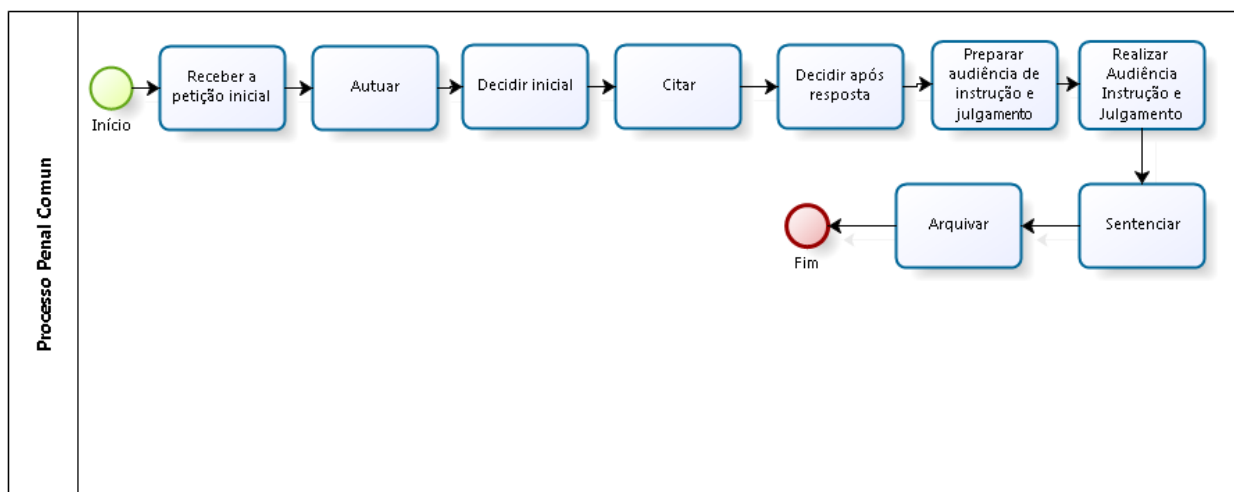 Processo Penal Comun
Início
Receber a
petição inicial
Autuar
Decidir inicial
Citar
Decidir após
resposta
Preparar
audiência de
instrução e
julgamento
Realizar
Audiência
Instrução e
Julgamento
Sentenciar
Arquivar
Fim